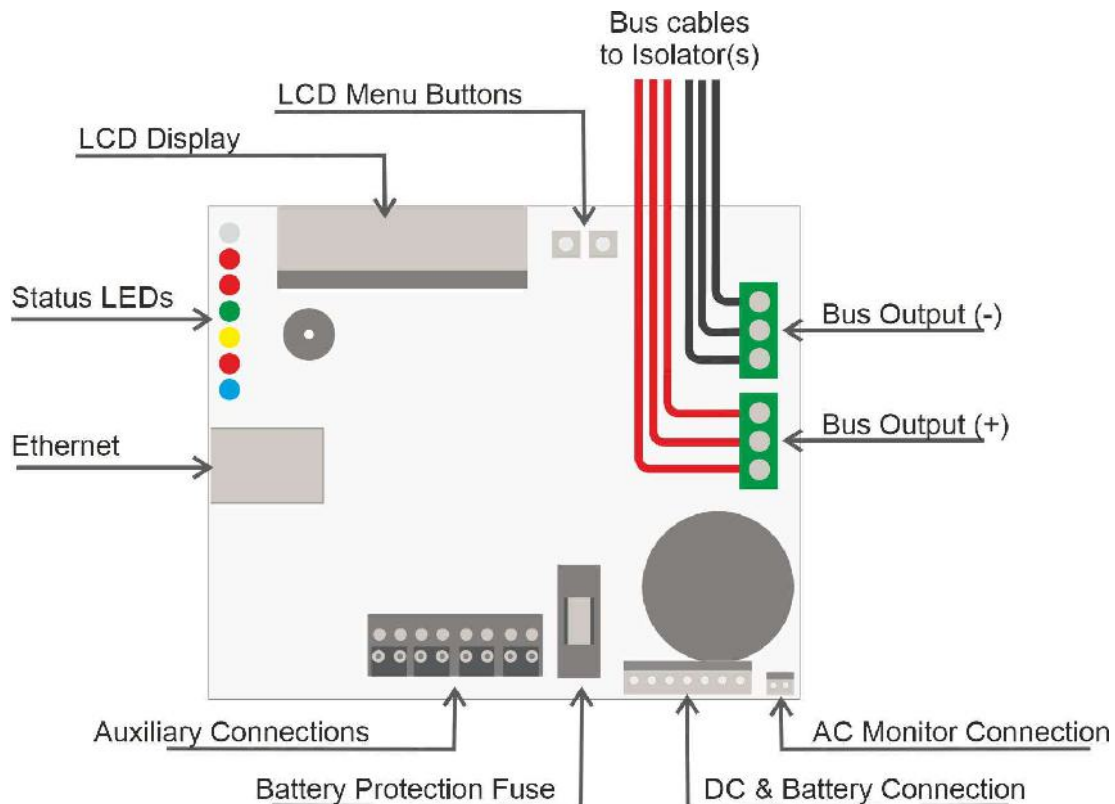 Bus cables
to Isolator(s)
LCD Menu Buttons
LCD Display
Status LEDs
Bus Output (-)
Bus Output (+)
Ethernet
Auxiliary Connections
AC Monitor Connection
Battery Protection Fuse
DC & Battery Connection